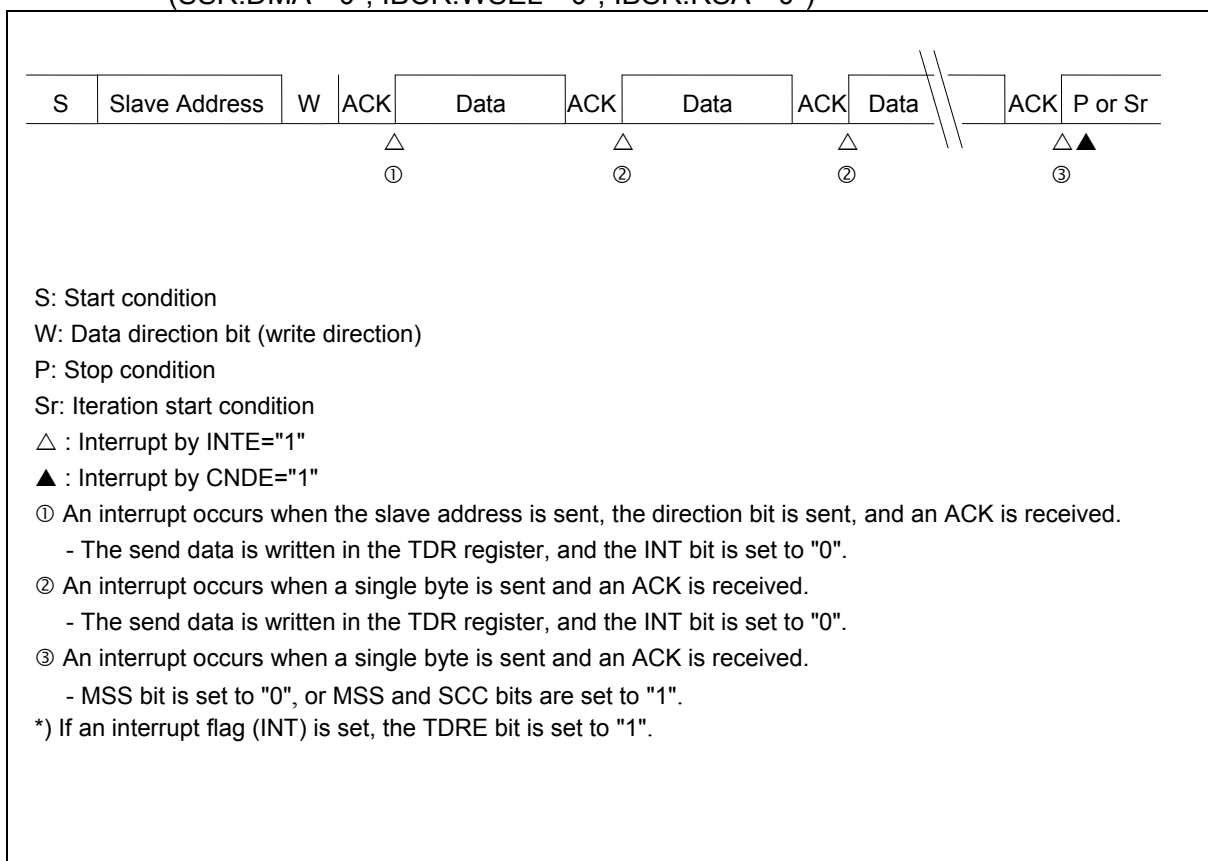 S Slave Address W ACK Data ACK Data ACK Data ACK P or Sr
△ △ △ △▲
① ② ② ③
S: Start condition
W: Data direction bit (write direction)
P: Stop condition
Sr: Iteration start condition
△ : Interrupt by INTE="1"
▲ : Interrupt by CNDE="1"
① An interrupt occurs when the slave address is sent, the direction bit is sent, and an ACK is received.
- The send data is written in the TDR register, and the INT bit is set to "0".
② An interrupt occurs when a single byte is sent and an ACK is received.
- The send data is written in the TDR register, and the INT bit is set to "0".
③ An interrupt occurs when a single byte is sent and an ACK is received.
- MSS bit is set to "0", or MSS and SCC bits are set to "1".
*) If an interrupt flag (INT) is set, the TDRE bit is set to "1".